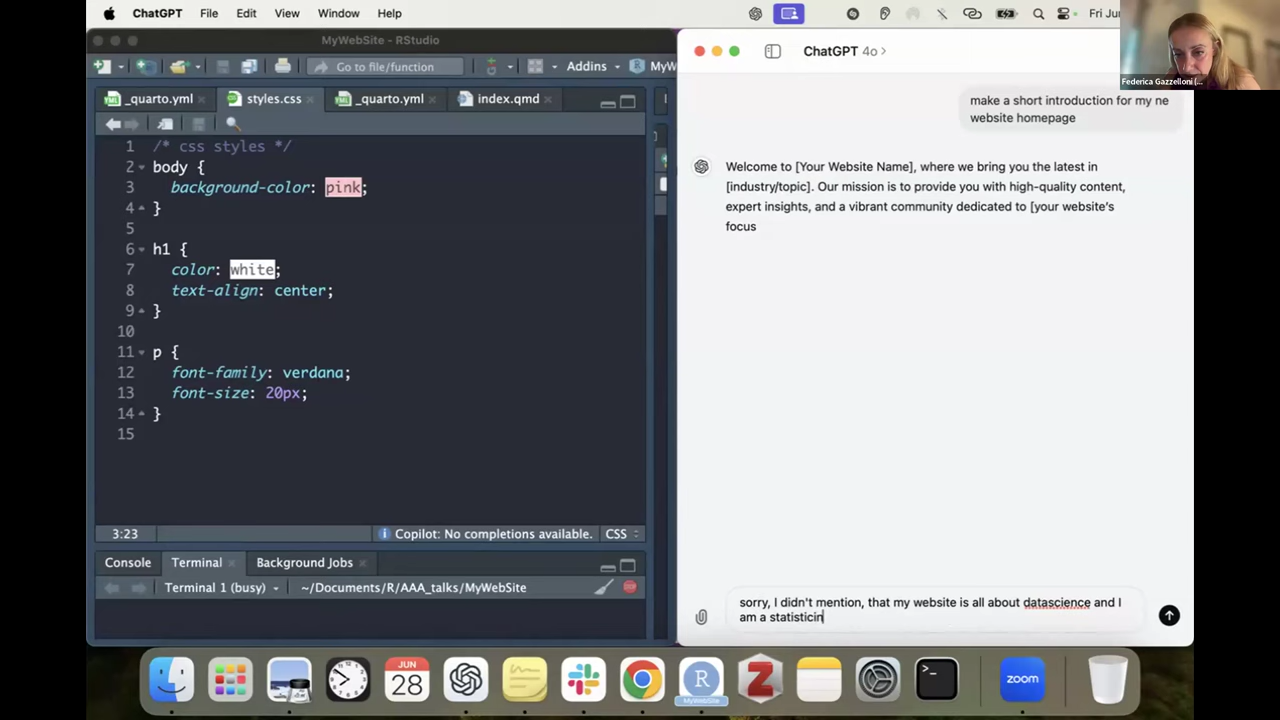 ChatGPT File Edit View Window Help Fri Jun
MyWebSite - RStudio
Go to file/function Addins MyW
_quarto.yml styles.css _quarto.yml index.qmd
1 /* css styles */
2 body {
3 background-color: pink;
4 }
5
6 h1 {
7 color: white;
8 text-align: center;
9 }
10
11 p {
12 font-family: verdana;
13 font-size: 20px;
14 }
15
3:23 Copilot: No completions available. CSS
Console Terminal Background Jobs
Terminal 1 (busy) ~/Documents/R/AAA_talks/MyWebSite
ChatGPT 4o >
Federica Gazzelloni (...
make a short introduction for my ne
website homepage
Welcome to [Your Website Name], where we bring you the latest in
[industry/topic]. Our mission is to provide you with high-quality content,
expert insights, and a vibrant community dedicated to [your website's
focus
sorry, I didn't mention, that my website is all about datascience and I
am a statisticin
JUN
28
R
MyWebSite
Z
>_
zoom